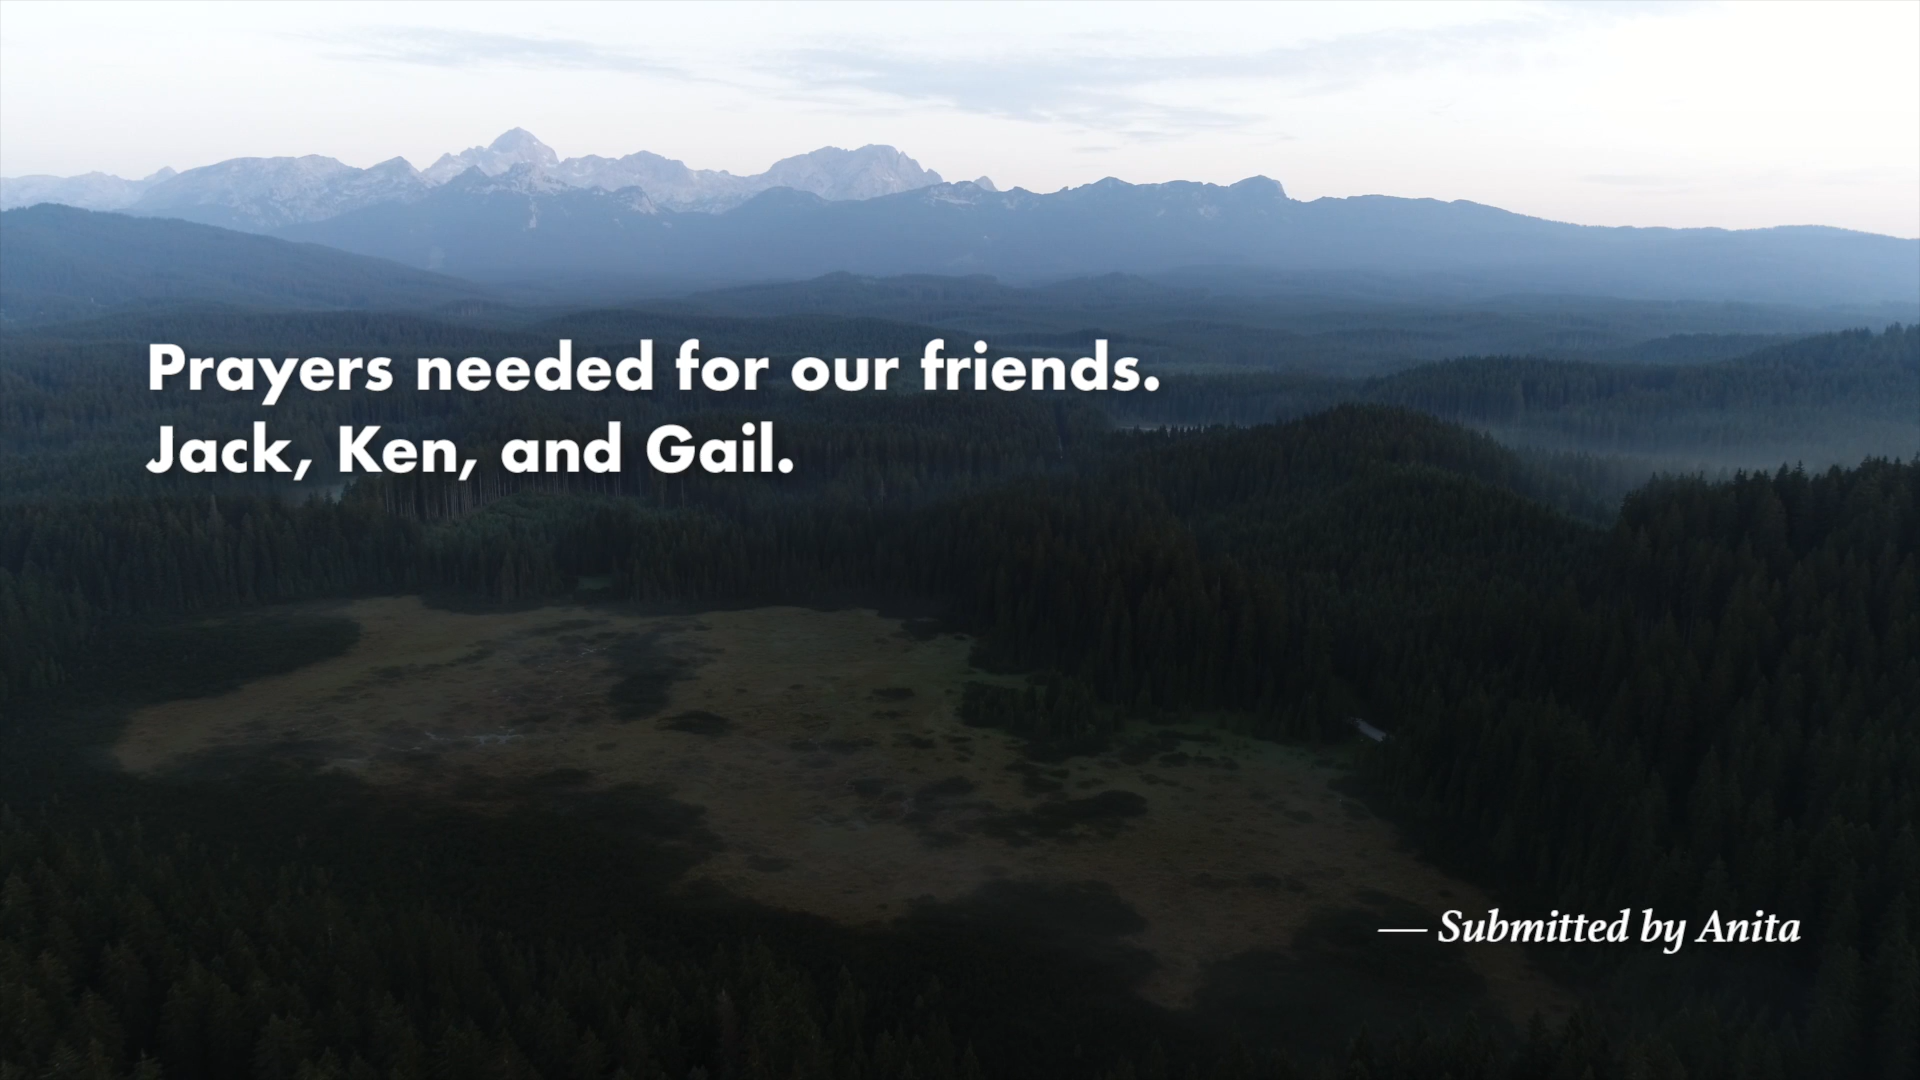 Prayers needed for our friends.
Jack, Ken, and Gail.
— Submitted by Anita